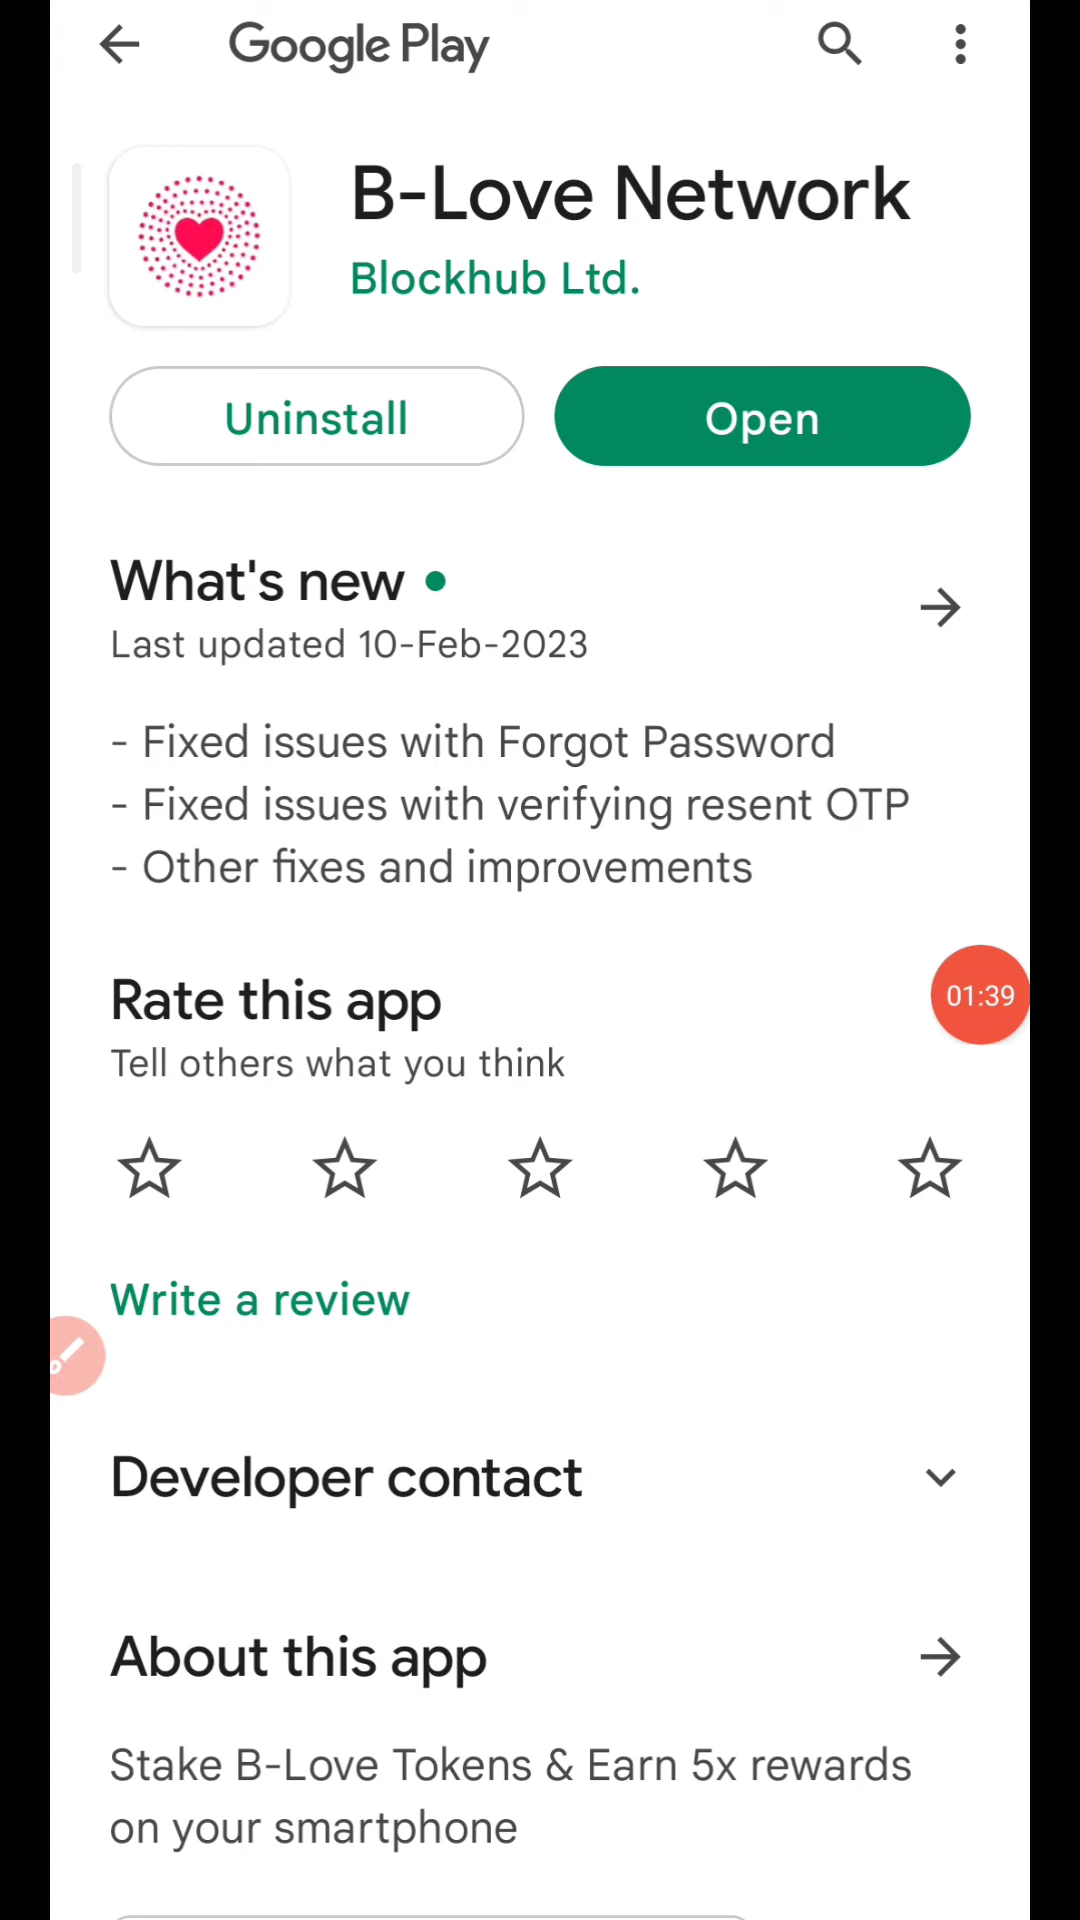 Google Play
B-Love Network
Blockhub Ltd.
Uninstall
Open
What's new
Last updated 10-Feb-2023
- Fixed issues with Forgot Password
- Fixed issues with verifying resent OTP
- Other fixes and improvements
Rate this app
01:39
Tell others what you think
Write a review
Developer contact
About this app
Stake B-Love Tokens & Earn 5x rewards
on your smartphone